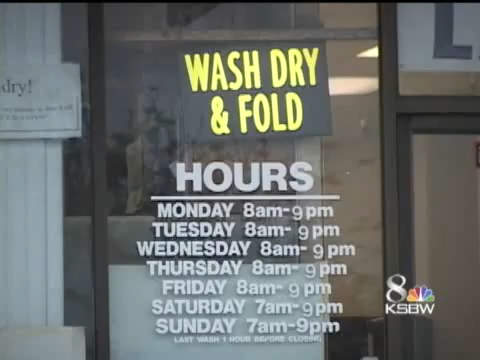 dry!
WASH DRY
& FOLD
HOURS
MONDAY 8am-9pm
TUESDAY 8am-9pm
WEDNESDAY 8am-9pm
THURSDAY 8am-9pm
FRIDAY 8am-9pm
SATURDAY 7am-9pm
SUNDAY 7am-9pm
LAST WASH 1 HOUR BEFORE CLOSING
8
KSBW